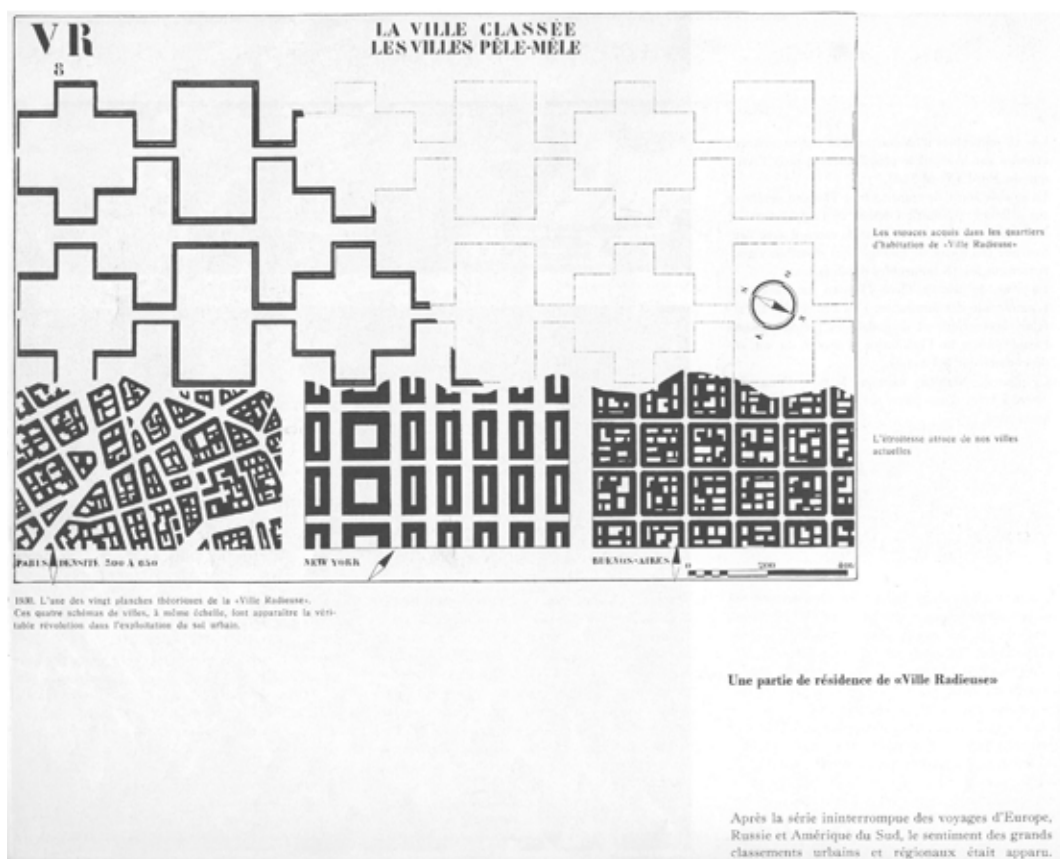 VR
8
LA VILLE CLASSÉE
LES VILLES PÊLE-MÊLE
Les espaces acquis dans les quartiers
d'habitation de «Ville Radieuse»
L'étroitesse atroce de nos villes
actuelles
PARIS DENSITÉ
NEW YORK
BUENOS-AIRES
0 200 400
L'une des vingt planches théoriques de la «Ville Radieuse».
Ces quatre schémas de villes, à même échelle, font apparaître la véri-
table révolution dans l'exploitation du sol urbain.
Une partie de résidence de «Ville Radieuse»
Après la série ininterrompue des voyages d'Europe,
Russie et Amérique du Sud, le sentiment des grands
classements urbains et régionaux était apparu.